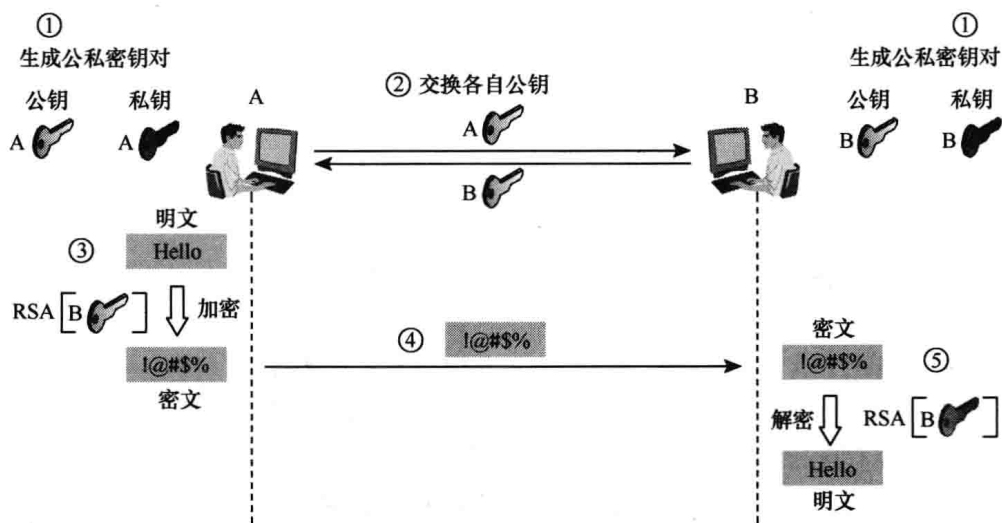 ①
生成公私密钥对
公钥 私钥
A A
A
② 交换各自公钥
A
B
B
①
生成公私密钥对
公钥 私钥
B B
明文
③ Hello
RSA [B ] 加密
!@#$%
密文
④ !@#$%
密文
!@#$% ⑤
解密 RSA [B ]
Hello
明文